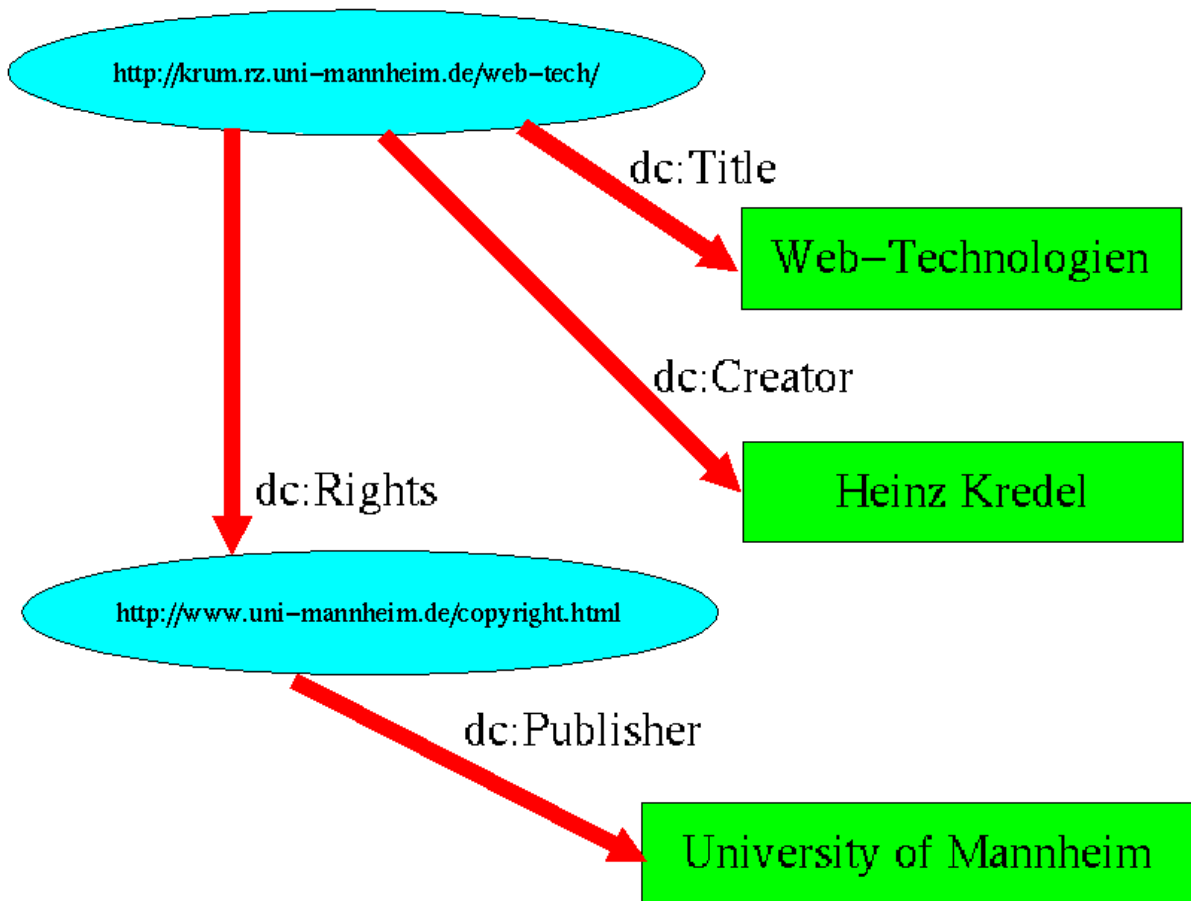 http://krum.rz.uni-mannheim.de/web-tech/
dc:Title
Web-Technologien
dc:Creator
Heinz Kredel
dc:Rights
http://www.uni-mannheim.de/copyright.html
dc:Publisher
University of Mannheim